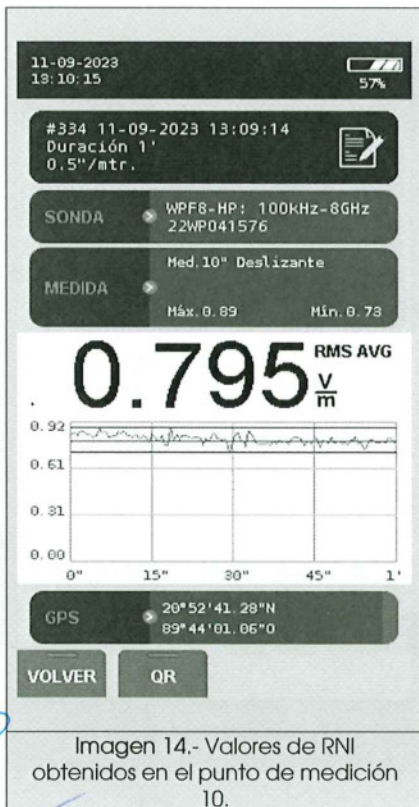 11-09-2023
13:10:15
57%
#334 11-09-2023 13:09:14
Duración 1'
0.5"/mtr.
SONDA
WPF8-HP: 100kHz-8GHz
22WP041576
MEDIDA
Med.10" Deslizante
Máx.0.89 Mín.0.73
0.795 RMS AVG V/m
0.92
0.61
0.31
0.00
0" 15" 30" 45" 1'
GPS
20°52'41.28"N
89°44'01.06"O
VOLVER QR
Imagen 14.- Valores de RNI
obtenidos en el punto de medición
10.